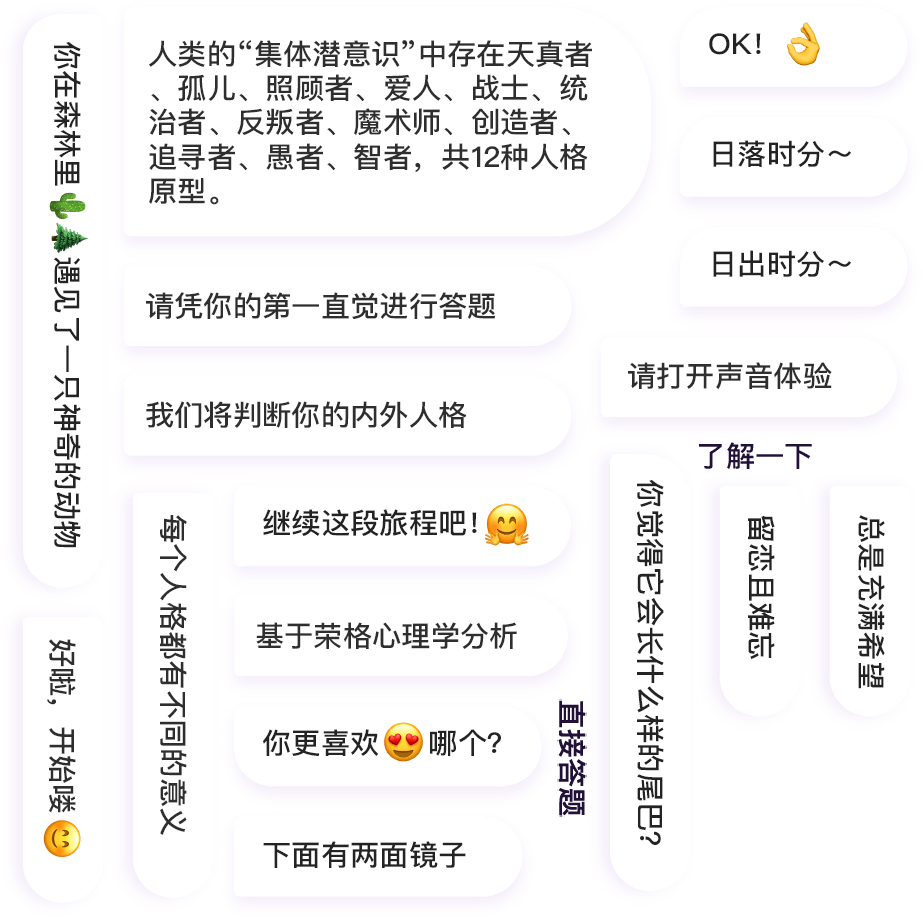 你在森林里🌵🌲遇见了一只神奇的动物
人类的“集体潜意识”中存在天真者
、孤儿、照顾者、爱人、战士、统
治者、反叛者、魔术师、创造者、
追寻者、愚者、智者，共12种人格
原型。
OK！👌
日落时分～
日出时分～
请凭你的第一直觉进行答题
请打开声音体验
我们将判断你的内外人格
了解一下
继续这段旅程吧！🤗
每个人格都有不同的意义
你觉得它会长什么样的尾巴？
留恋且难忘
总是充满希望
基于荣格心理学分析
好啦，开始喽😊
你更喜欢😍哪个？
直接答题
下面有两面镜子